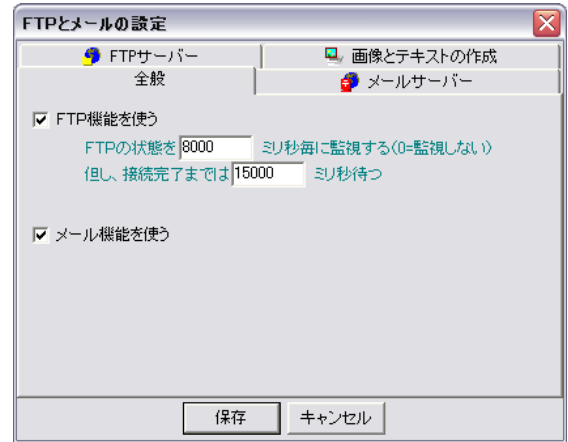 FTPとメールの設定
FTPサーバー 画像とテキストの作成
全般 メールサーバー
FTP機能を使う
FTPの状態を 8000 ミリ秒毎に監視する(0=監視しない)
但し、接続完了までは 15000 ミリ秒待つ
メール機能を使う
保存 キャンセル